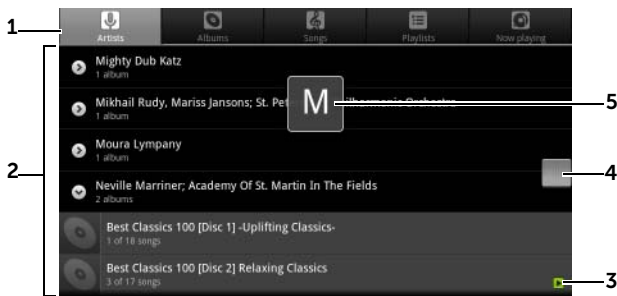 1
Artists
Albums
Songs
Playlists
Now playing
2
Mighty Dub Katz
1 album
Mikhail Rudy, Mariss Jansons; St. Pet
M
Orchestra
5
Moura Lympany
1 album
4
Neville Marriner; Academy Of St. Martin In The Fields
2 albums
Best Classics 100 [Disc 1] -Uplifting Classics-
1 of 18 songs
Best Classics 100 [Disc 2] Relaxing Classics
3 of 17 songs
3